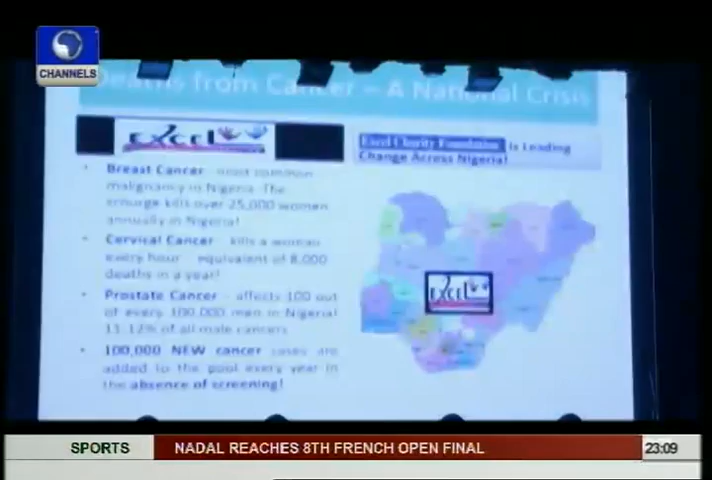 CHANNELS
Deaths from Cancer – A National Crisis
EXCEL
Excel Charity Foundation is Leading
Change Across Nigeria!
• Breast Cancer - most common
malignancy in Nigeria. The
scourge kills over 25,000 women
annually in Nigeria!
• Cervical Cancer - kills a woman
every hour equivalent of 8,000
deaths in a year!
• Prostate Cancer - affects 100 out
of every 100,000 men in Nigeria!
11-12% of all male cancers
• 100,000 NEW cancer cases are
added to the pool every year in
the absence of screening!
EXCEL
SPORTS NADAL REACHES 8TH FRENCH OPEN FINAL 23:09